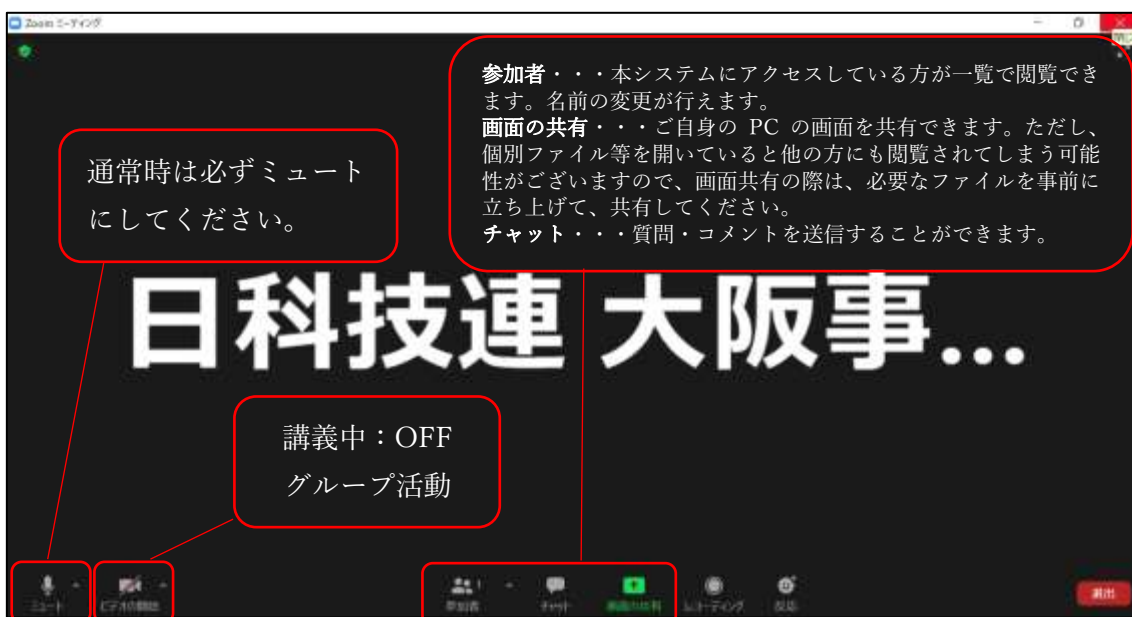 Zoom ミーティング
参加者・・・本システムにアクセスしている方が一覧で閲覧でき
ます。名前の変更が行えます。
画面の共有・・・ご自身の PC の画面を共有できます。ただし、
個別ファイル等を開いていると他の方にも閲覧されてしまう可能
性がございますので、画面共有の際は、必要なファイルを事前に
立ち上げて、共有してください。
チャット・・・質問・コメントを送信することができます。
通常時は必ずミュート
にしてください。
日科技連 大阪事...
講義中：OFF
グループ活動
ミュート
ビデオの開始
参加者
1
チャット
画面の共有
レコーディング
反応
退出